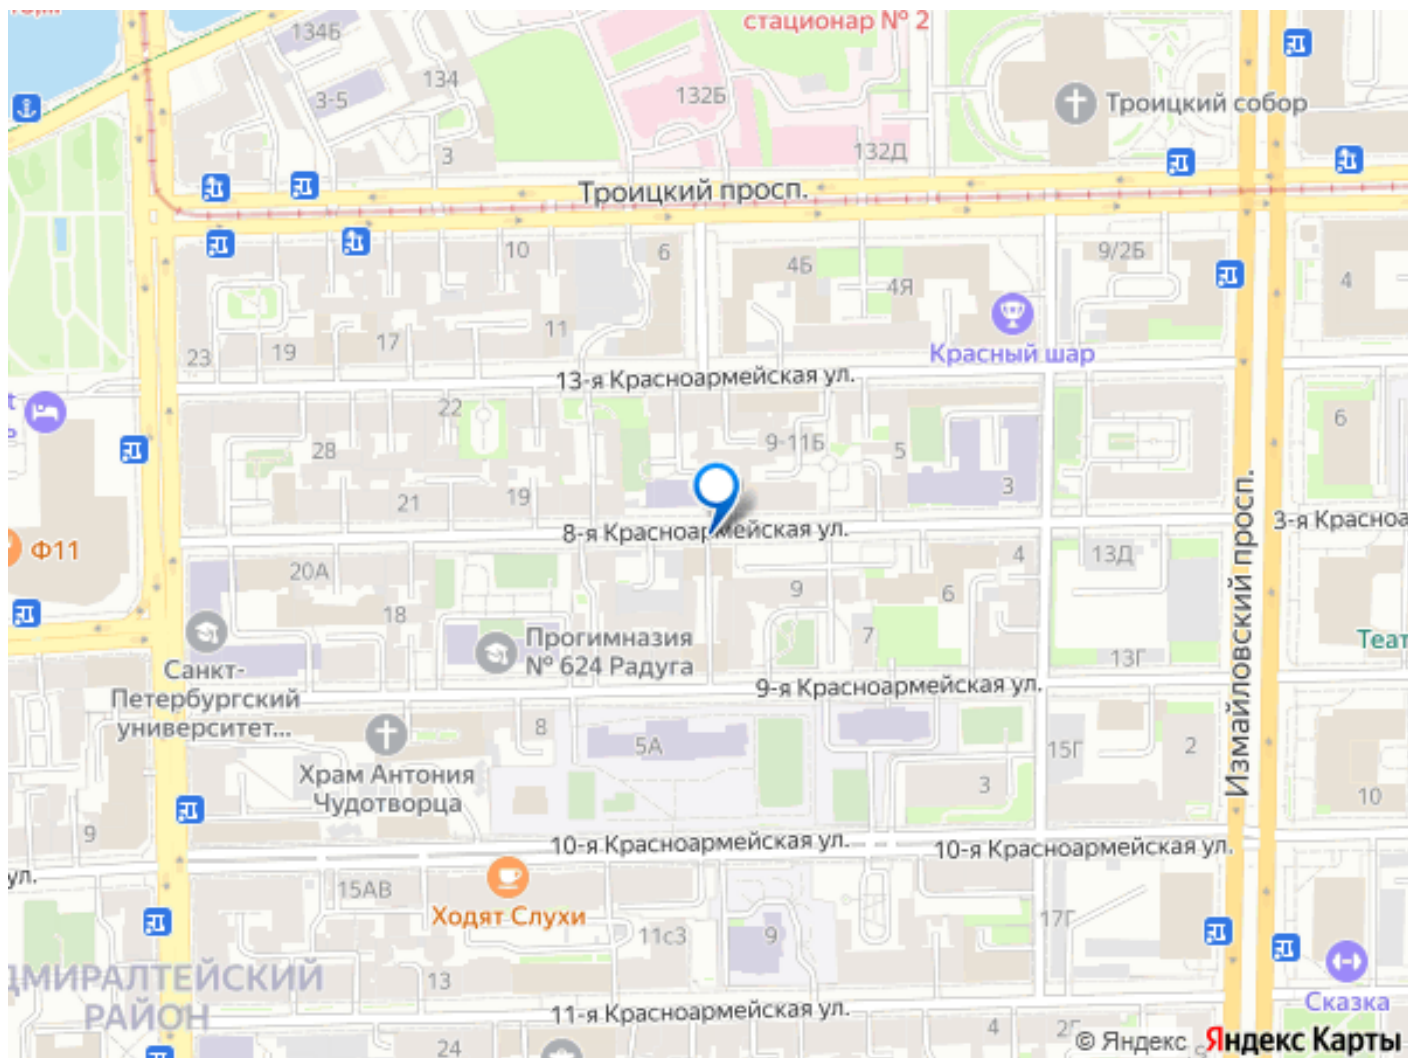 стационар № 2
134Б
134
3-5
132Б
Троицкий собор
3
132Д
Троицкий просп.
10
6
4Б
9/2Б
4Я
4
11
17
19
23
Красный шар
13-я Красноармейская ул.
22
6
9-11Б
5
28
3
19
21
8-я Красноармейская ул.
3-я Красноа
Измайловский просп.
Ф11
4
13Д
20А
9
6
18
7
Прогимназия
№ 624 Радуга
Теат
13Г
Санкт-
Петербургский
университет...
9-я Красноармейская ул.
8
5А
15Г
2
Храм Антония
Чудотворца
3
10
9
10-я Красноармейская ул.
10-я Красноармейская ул.
ул.
15АВ
Ходят Слухи
17Г
11с3
9
ДМИРАЛТЕЙСКИЙ
РАЙОН
13
Сказка
11-я Красноармейская ул.
4
24
© Яндекс Яндекс Карты